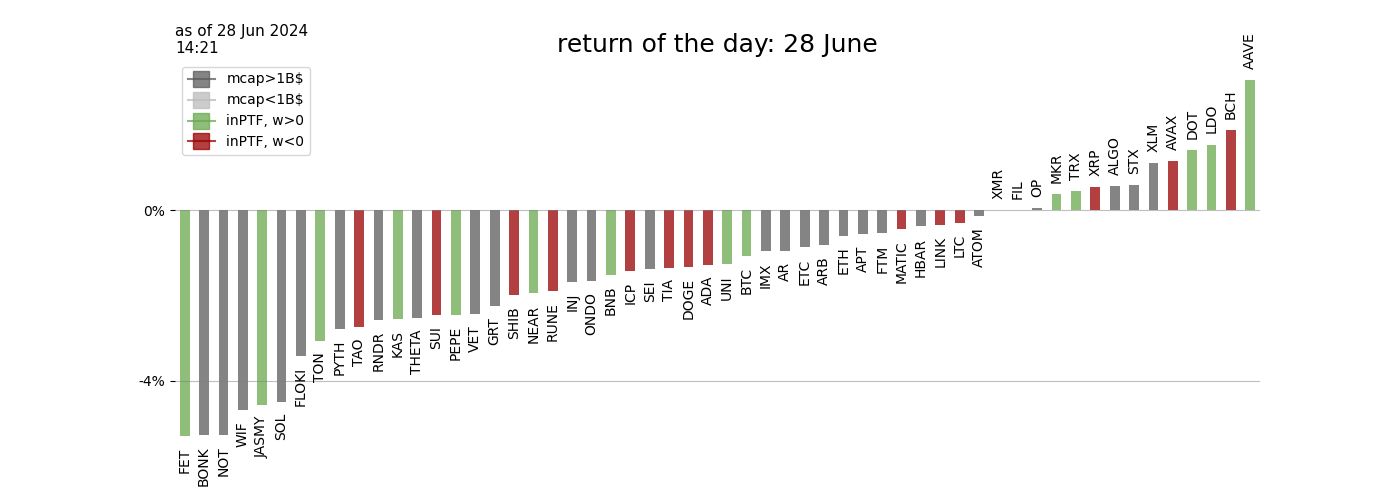 as of 28 Jun 2024
14:21
return of the day: 28 June
mcap>1B$
mcap<1B$
inPTF, w>0
inPTF, w<0
0%
-4%
FET
BONK
NOT
WIF
JASMY
SOL
FLOKI
TON
PYTH
TAO
RNDR
KAS
THETA
SUI
PEPE
VET
GRT
SHIB
NEAR
RUNE
INJ
ONDO
BNB
ICP
SEI
TIA
DOGE
ADA
UNI
BTC
IMX
AR
ETC
ARB
ETH
APT
FTM
MATIC
HBAR
LINK
LTC
ATOM
XMR
FIL
OP
MKR
TRX
XRP
ALGO
STX
XLM
AVAX
DOT
LDO
BCH
AAVE